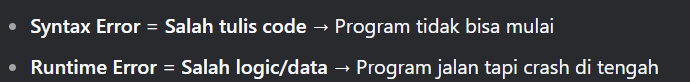 • Syntax Error = Salah tulis code → Program tidak bisa mulai
• Runtime Error = Salah logic/data → Program jalan tapi crash di tengah